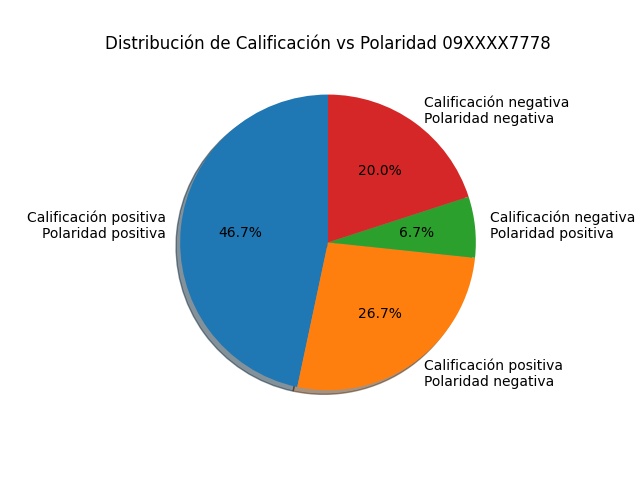 Distribución de Calificación vs Polaridad 09XXXX7778
Calificación negativa
Polaridad negativa
20.0%
Calificación positiva
Polaridad positiva
46.7%
6.7%
Calificación negativa
Polaridad positiva
26.7%
Calificación positiva
Polaridad negativa